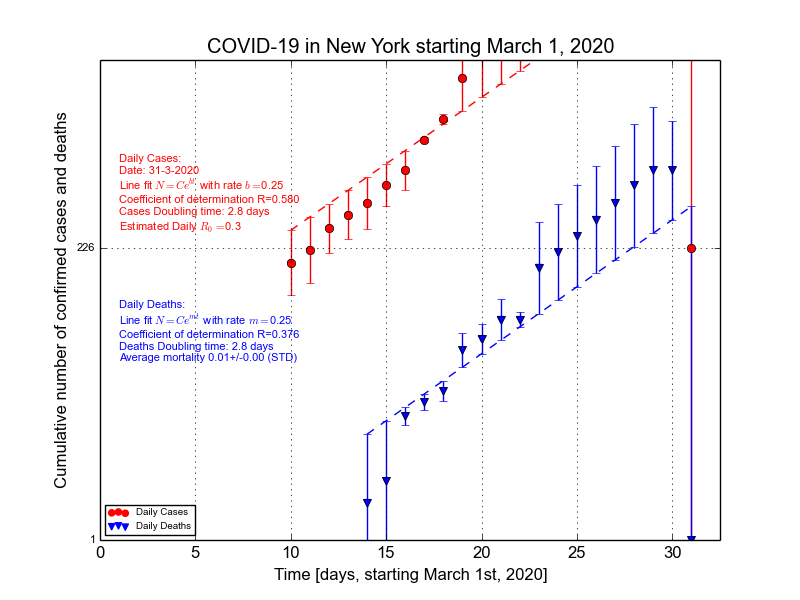 COVID-19 in New York starting March 1, 2020
Cumulative number of confirmed cases and deaths
Daily Cases:
Date: 31-3-2020
Line fit N = Ce^{bt}: with rate b = 0.25
Coefficient of determination R=0.580
Cases Doubling time: 2.8 days
Estimated Daily R_0 = 0.3
226
Daily Deaths:
Line fit N = Ce^{mt}: with rate m = 0.25
Coefficient of determination R=0.376
Deaths Doubling time: 2.8 days
Average mortality 0.01+/-0.00 (STD)
Daily Cases
Daily Deaths
1
0 5 10 15 20 25 30
Time [days, starting March 1st, 2020]